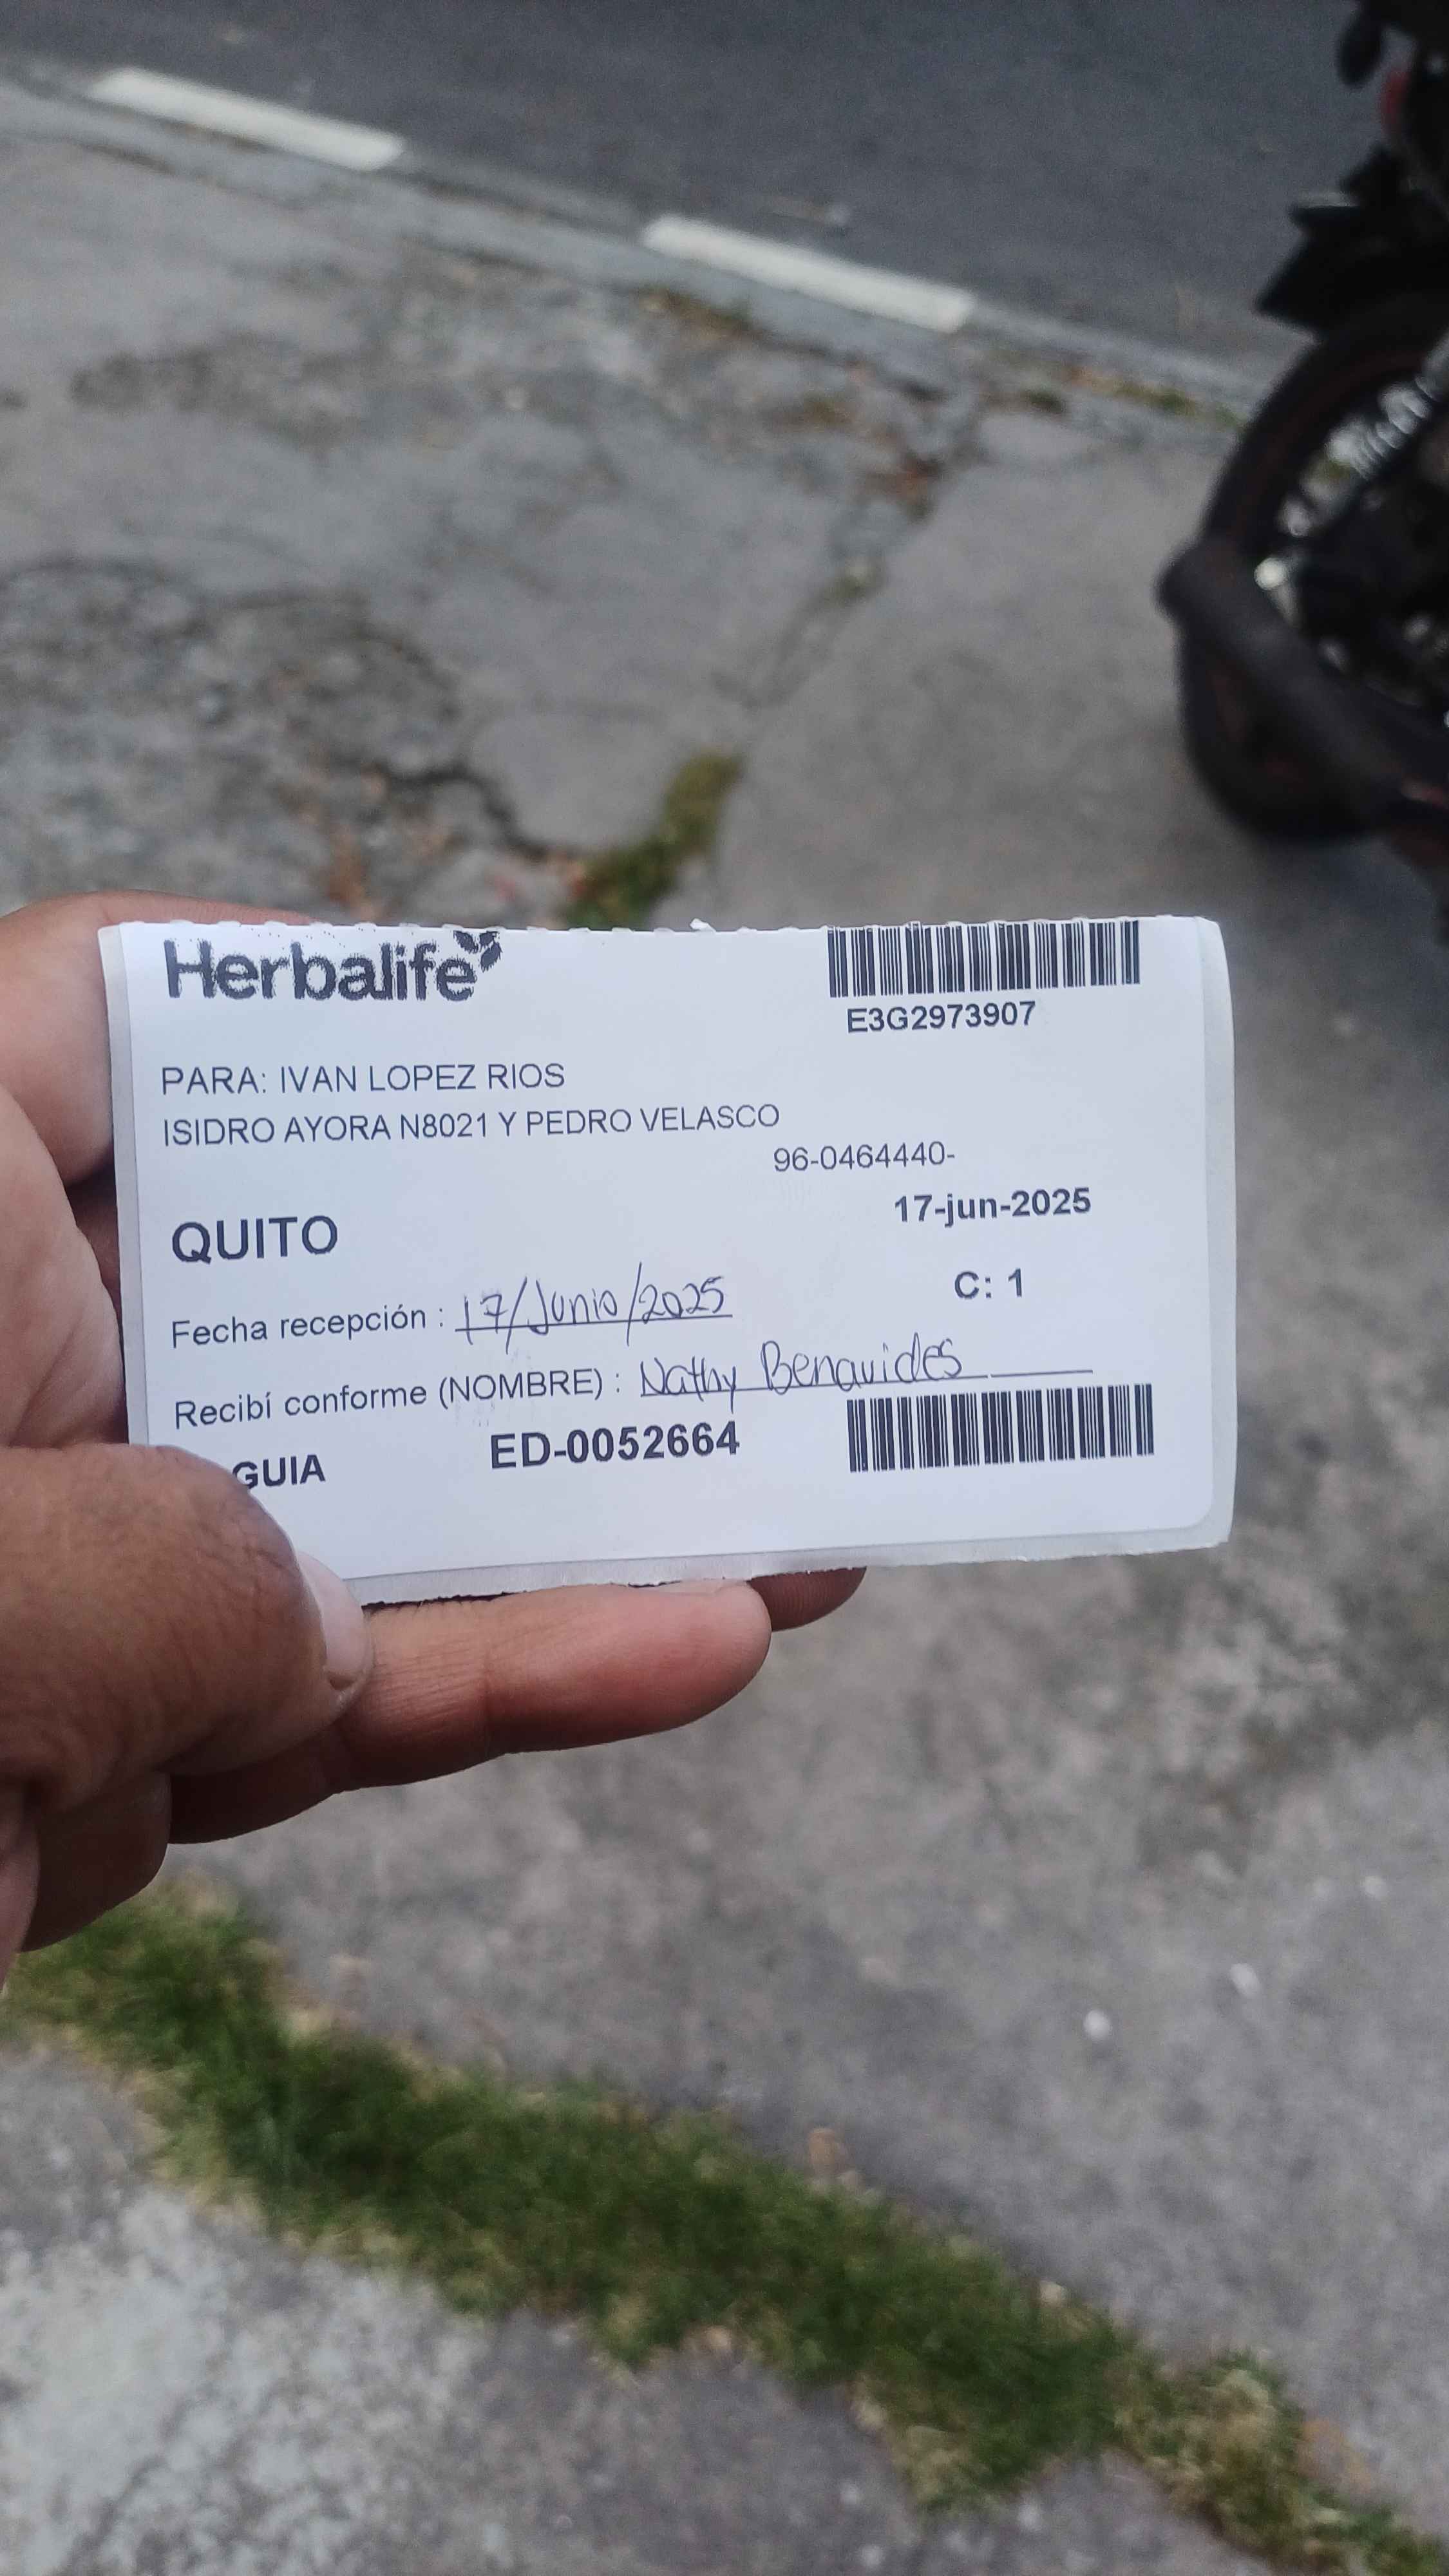 Herbalife
E3G2973907
PARA: IVAN LOPEZ RIOS
ISIDRO AYORA N8021 Y PEDRO VELASCO
96-0464440-
17-jun-2025
QUITO
C: 1
Fecha recepción : 17/Junio/2025
Recibí conforme (NOMBRE) : Nathy Benavides
GUIA ED-0052664